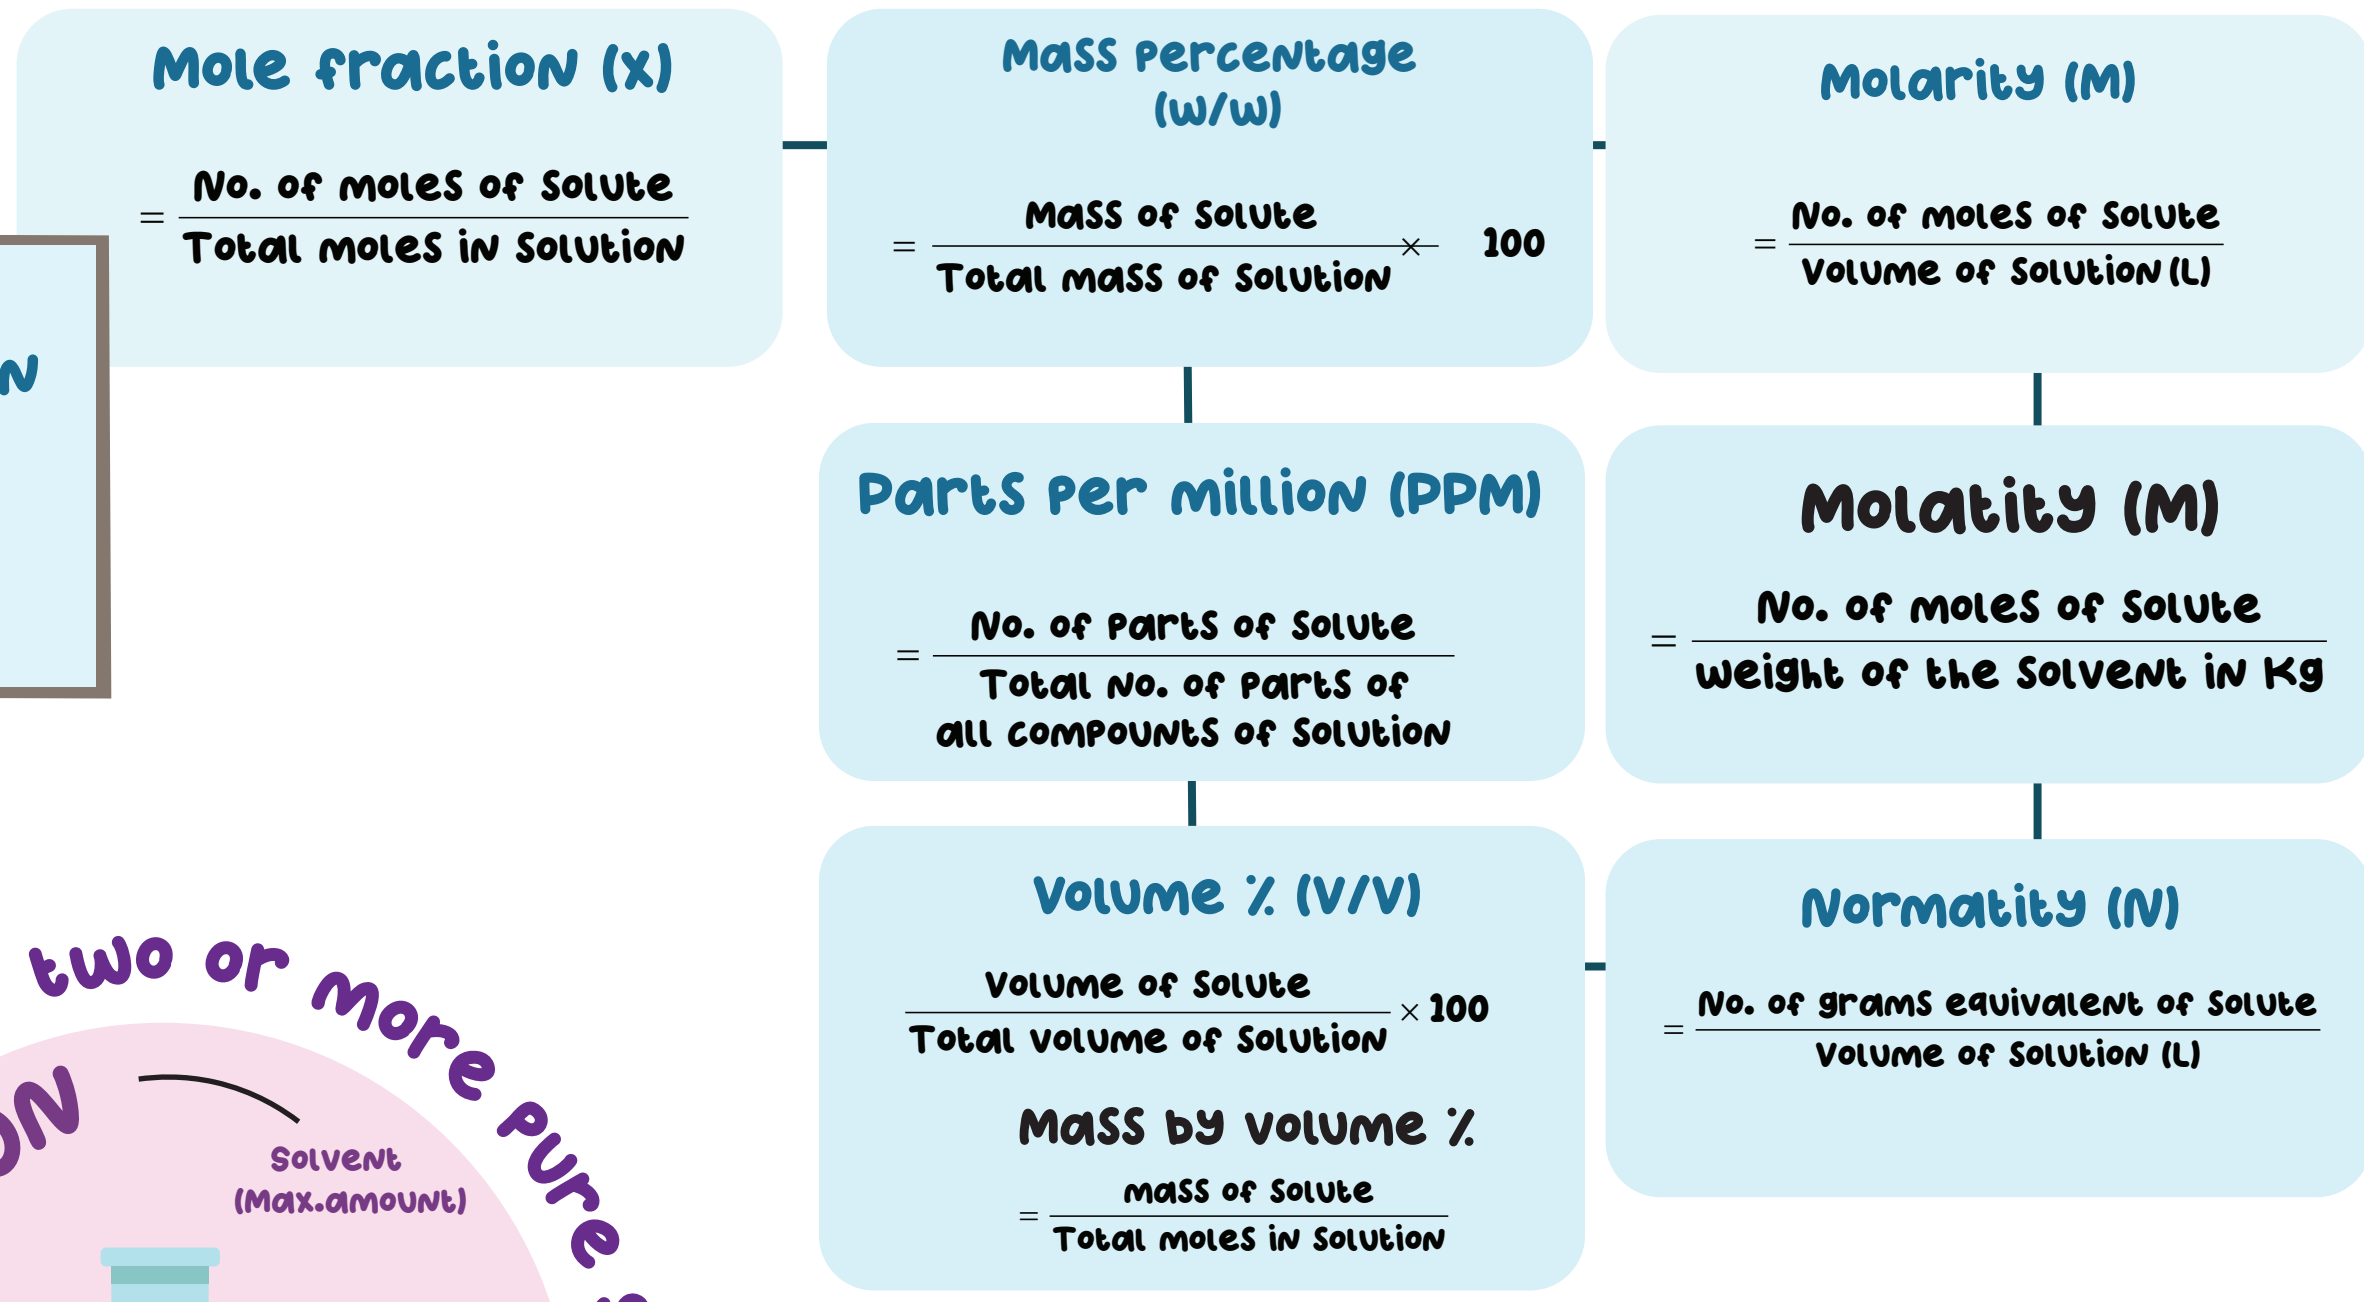 Mole fraction (x)
= No. of moles of solute
Total moles in solution
Mass percentage
(w/w)
= Mass of solute
Total mass of solution × 100
Molarity (M)
= No. of moles of solute
Volume of solution (L)
Parts per million (PPM)
= No. of parts of solute
Total no. of parts of
all compounts of solution
Molatity (M)
= No. of moles of solute
weight of the solvent in Kg
Volume % (V/V)
Volume of solute
Total volume of solution × 100
Mass by volume %
= mass of solute
Total moles in solution
Normatity (N)
= No. of grams equivalent of solute
Volume of solution (L)
two or more pure
Solvent
(Max.amount)